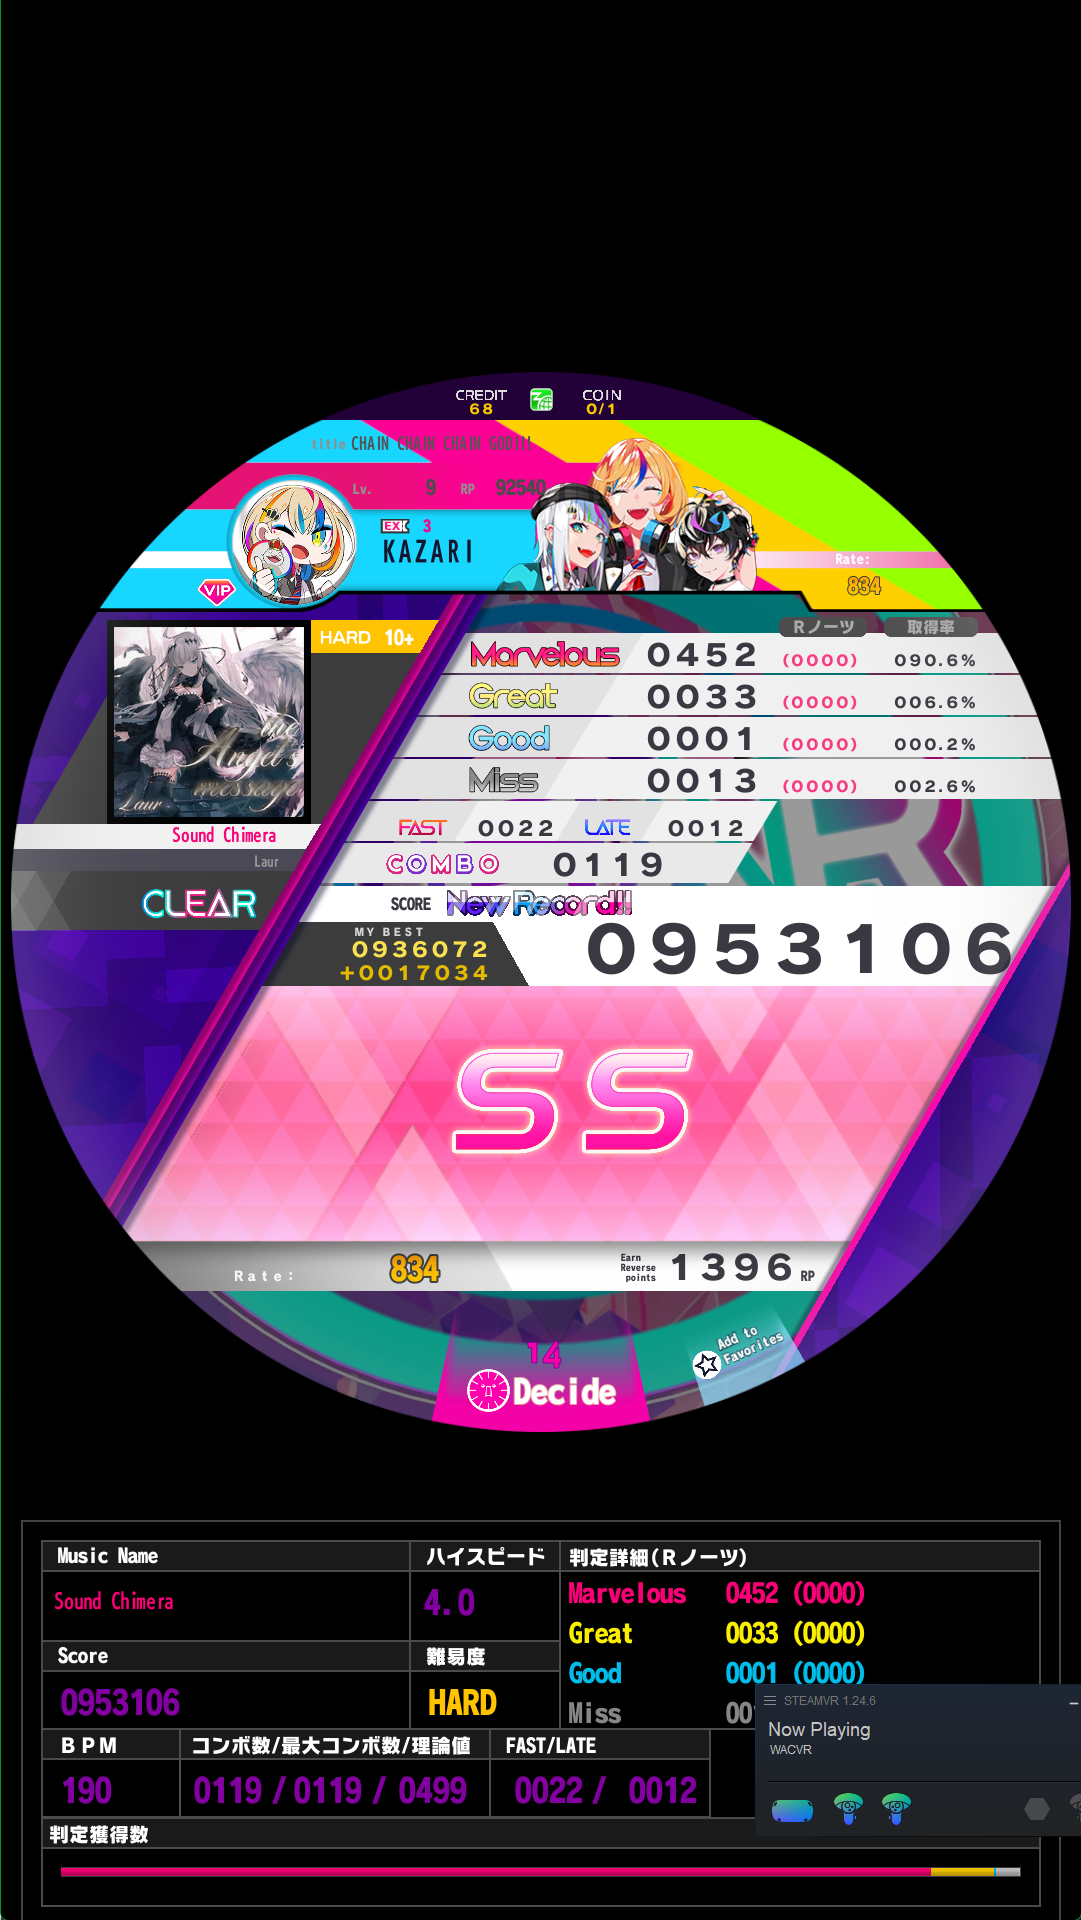 CREDIT
68
COIN
0/1
title CHAIN CHAIN CHAIN GOD!!!
Lv. 9 RP 92540
EX 3
KAZARI
VIP
Rate:
834
HARD 10+
the
Angel's
message
Laur
Sound Chimera
Laur
CLEAR
Rノーツ 取得率
Marvelous 0452 (0000) 090.6%
Great 0033 (0000) 006.6%
Good 0001 (0000) 000.2%
Miss 0013 (0000) 002.6%
FAST 0022 LATE 0012
COMBO 0119
SCORE New Record!!
MY BEST
0936072
+0017034
0953106
SS
Rate: 834
Earn
Reverse
points
1396 RP
14
Decide
Add to
Favorites
Music Name
Sound Chimera
ハイスピード
4.0
Score
0953106
難易度
HARD
判定詳細(Rノーツ)
Marvelous 0452 (0000)
Great 0033 (0000)
Good 0001 (0000)
Miss 00
BPM
190
コンボ数/最大コンボ数/理論値
0119 / 0119 / 0499
FAST/LATE
0022 / 0012
判定獲得数
STEAMVR 1.24.6
Now Playing
WACVR